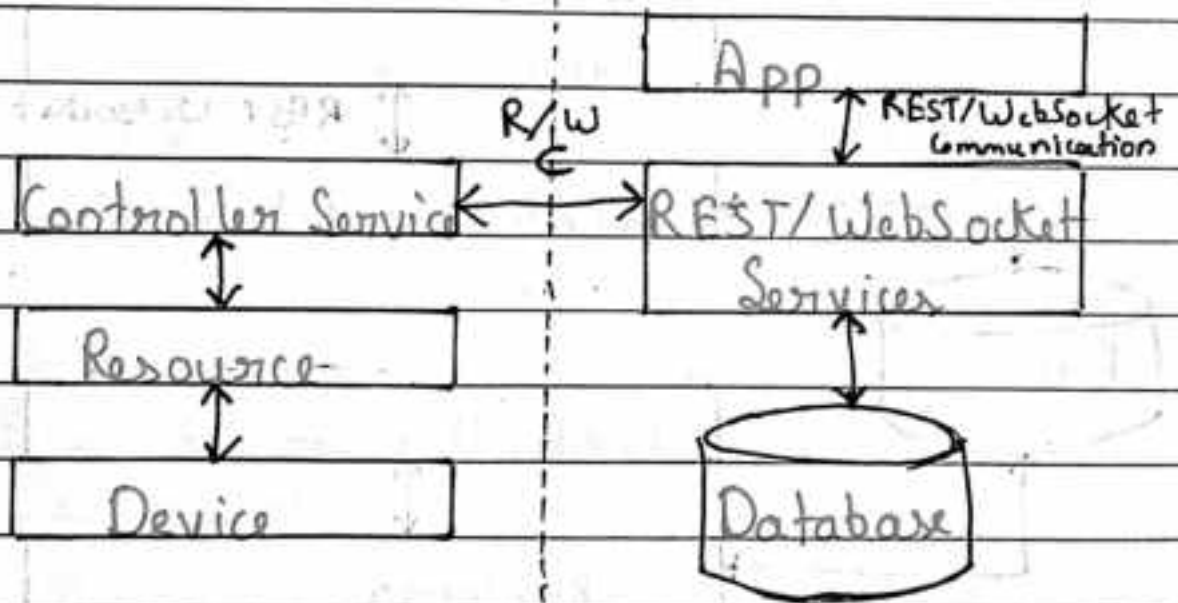 App
REST/WebSocket
Communication
R/W
Controller Service
REST/WebSocket
Services
Resource
Device
Database